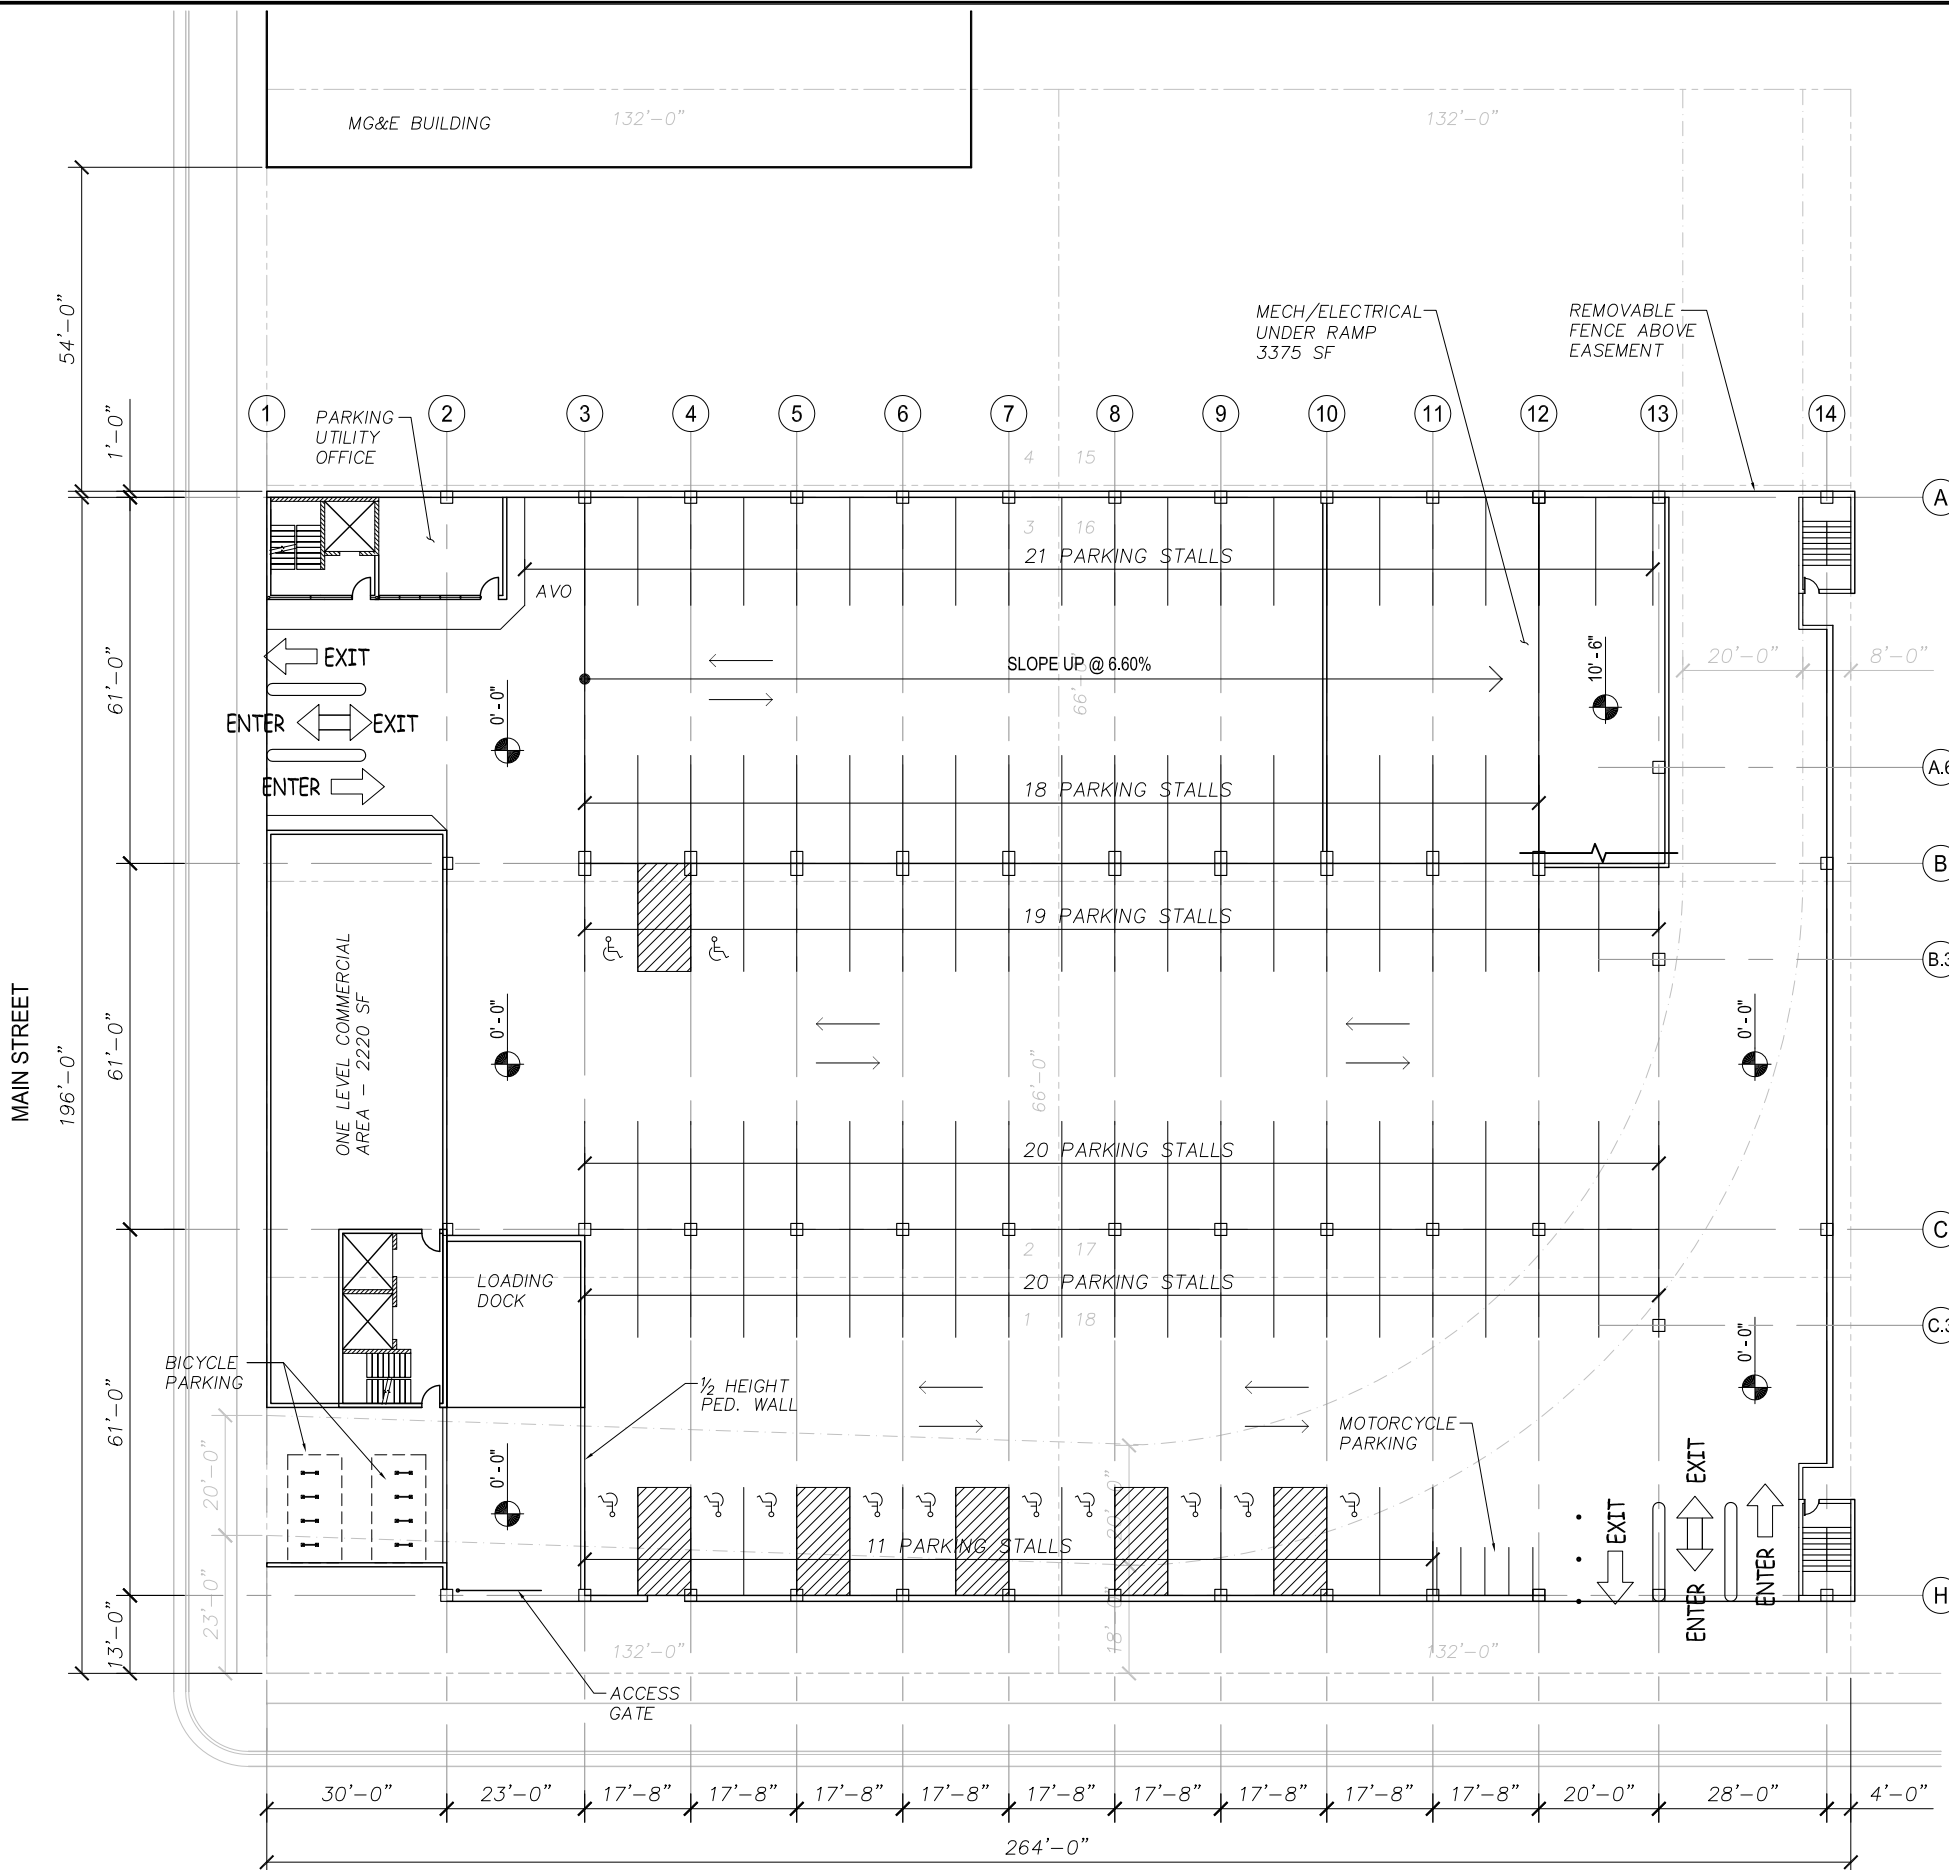 MG&E BUILDING
132'-0"
132'-0"
54'-0"
1'-0"
MECH/ELECTRICAL
UNDER RAMP
3375 SF
REMOVABLE
FENCE ABOVE
EASEMENT
1
2
3
4
5
6
7
8
9
10
11
12
13
14
PARKING
UTILITY
OFFICE
4 15
A
3 16
21 PARKING STALLS
AVO
EXIT
61'-0"
SLOPE UP @ 6.60%
66'-0"
10'-6"
20'-0"
8'-0"
0'-0"
ENTER
EXIT
ENTER
18 PARKING STALLS
B
19 PARKING STALLS
MAIN STREET
196'-0"
61'-0"
ONE LEVEL COMMERCIAL
AREA - 2220 SF
0'-0"
0'-0"
66'-0"
20 PARKING STALLS
C
2 17
LOADING
DOCK
20 PARKING STALLS
1 18
0'-0"
BICYCLE
PARKING
½ HEIGHT
PED. WALL
61'-0"
MOTORCYCLE
PARKING
20'-0"
0'-0"
20'-0"
EXIT
EXIT
11 PARKING STALLS
ENTER
ENTER
H
13'-0"
23'-0"
18'-0"
132'-0"
132'-0"
ACCESS
GATE
30'-0"
23'-0"
17'-8"
17'-8"
17'-8"
17'-8"
17'-8"
17'-8"
17'-8"
17'-8"
17'-8"
20'-0"
28'-0"
4'-0"
264'-0"